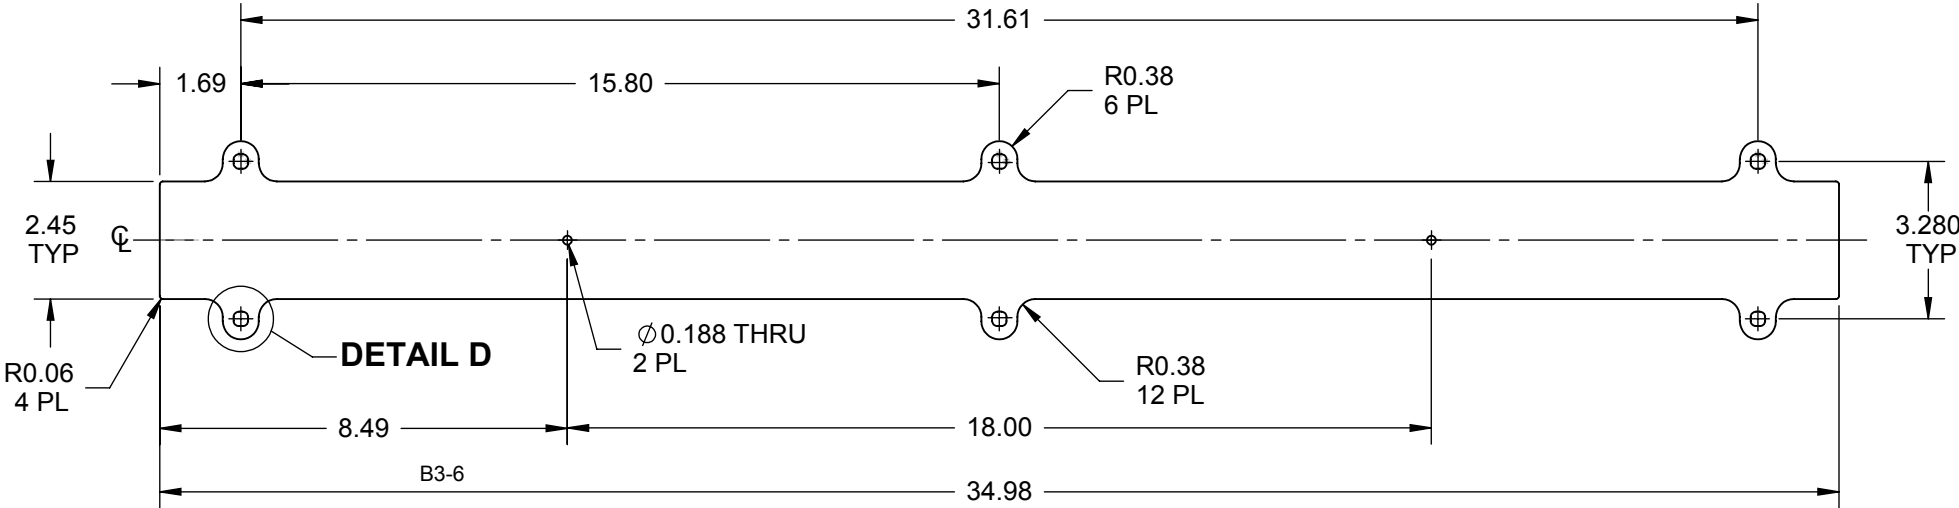 31.61
1.69
15.80
R0.38
6 PL
2.45
TYP
℄
3.280
TYP
DETAIL D
⌀0.188 THRU
2 PL
R0.06
4 PL
R0.38
12 PL
8.49
18.00
B3-6
34.98